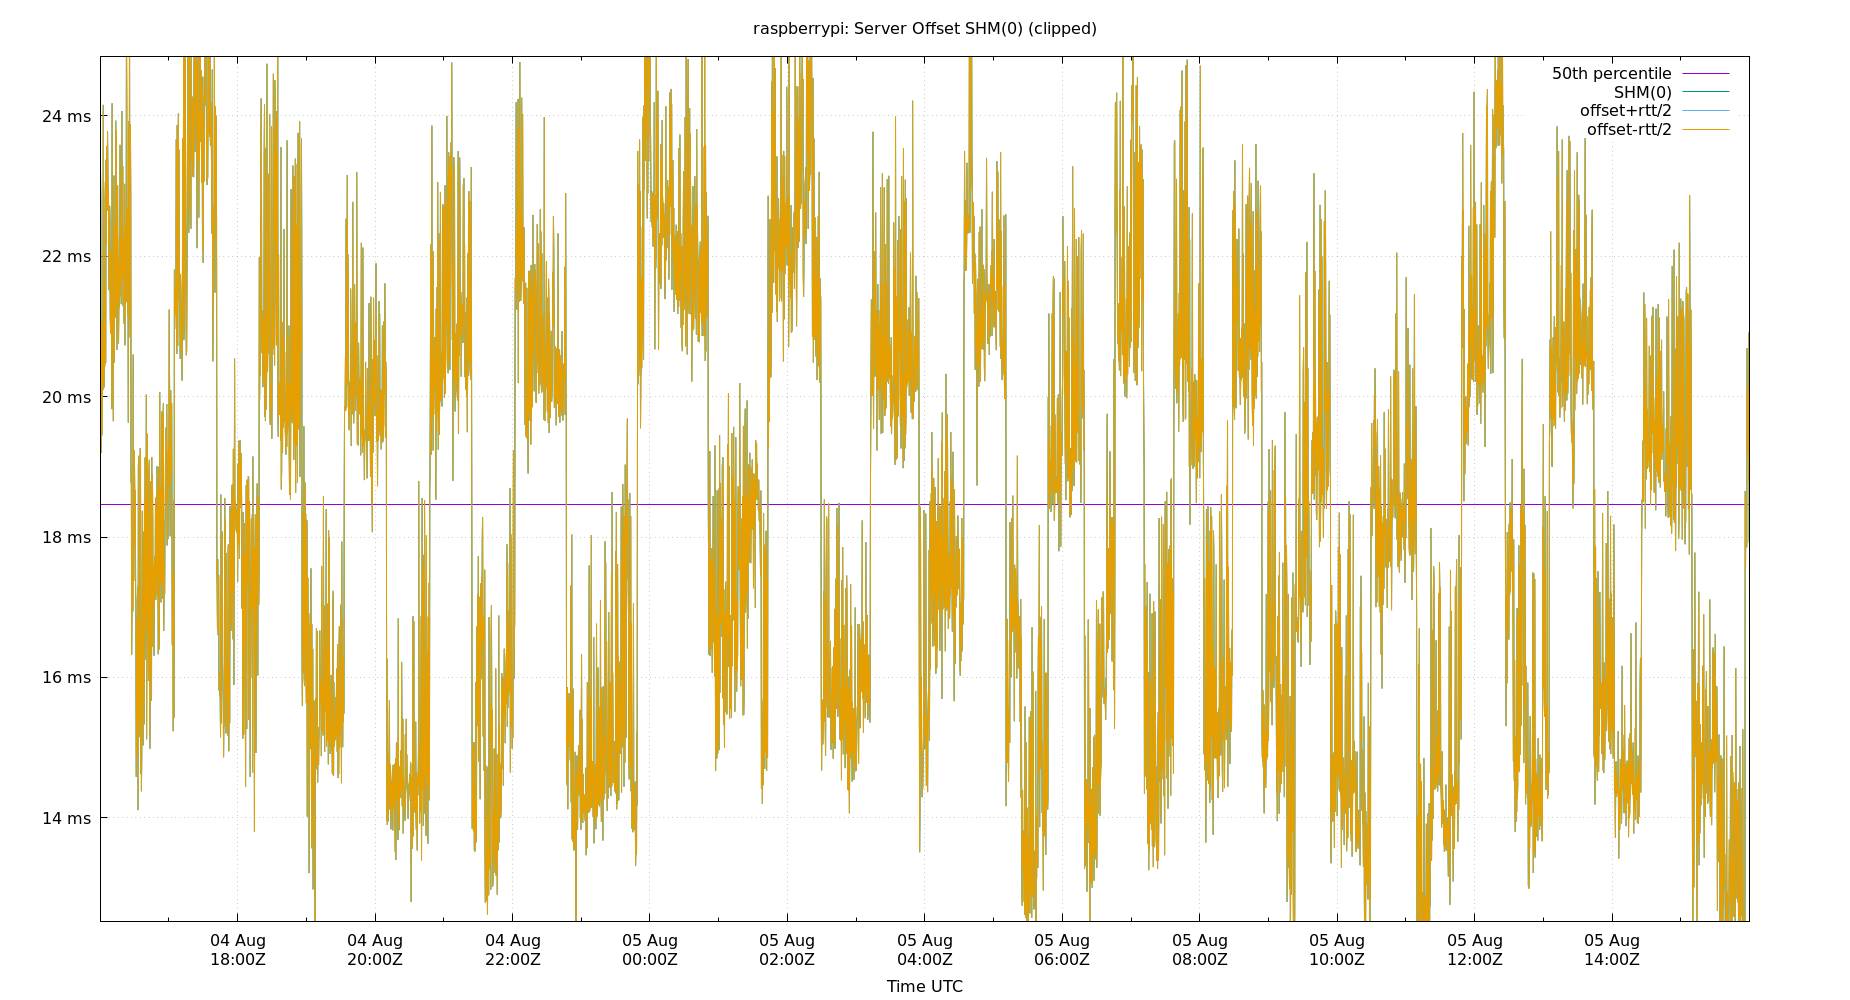 raspberrypi: Server Offset SHM(0) (clipped)
50th percentile
SHM(0)
offset+rtt/2
offset-rtt/2
24 ms
22 ms
20 ms
18 ms
16 ms
14 ms
04 Aug 04 Aug 04 Aug 05 Aug 05 Aug 05 Aug 05 Aug 05 Aug 05 Aug 05 Aug 05 Aug
18:00Z 20:00Z 22:00Z 00:00Z 02:00Z 04:00Z 06:00Z 08:00Z 10:00Z 12:00Z 14:00Z
Time UTC